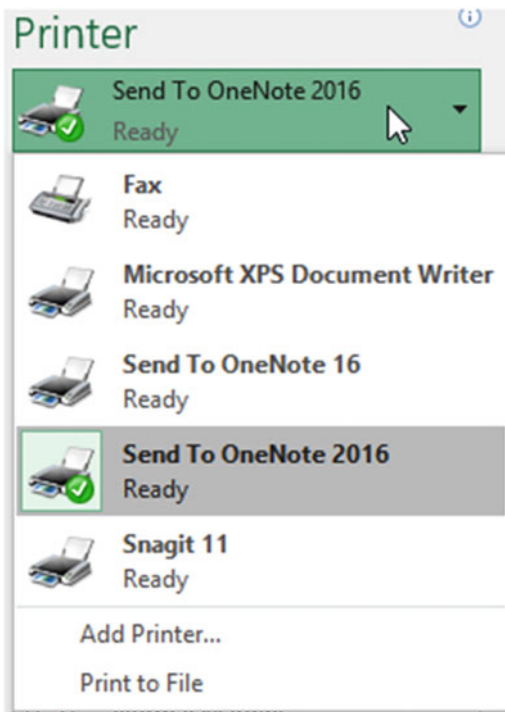 Printer
Send To OneNote 2016
Ready
Fax
Ready
Microsoft XPS Document Writer
Ready
Send To OneNote 16
Ready
Send To OneNote 2016
Ready
Snagit 11
Ready
Add Printer...
Print to File